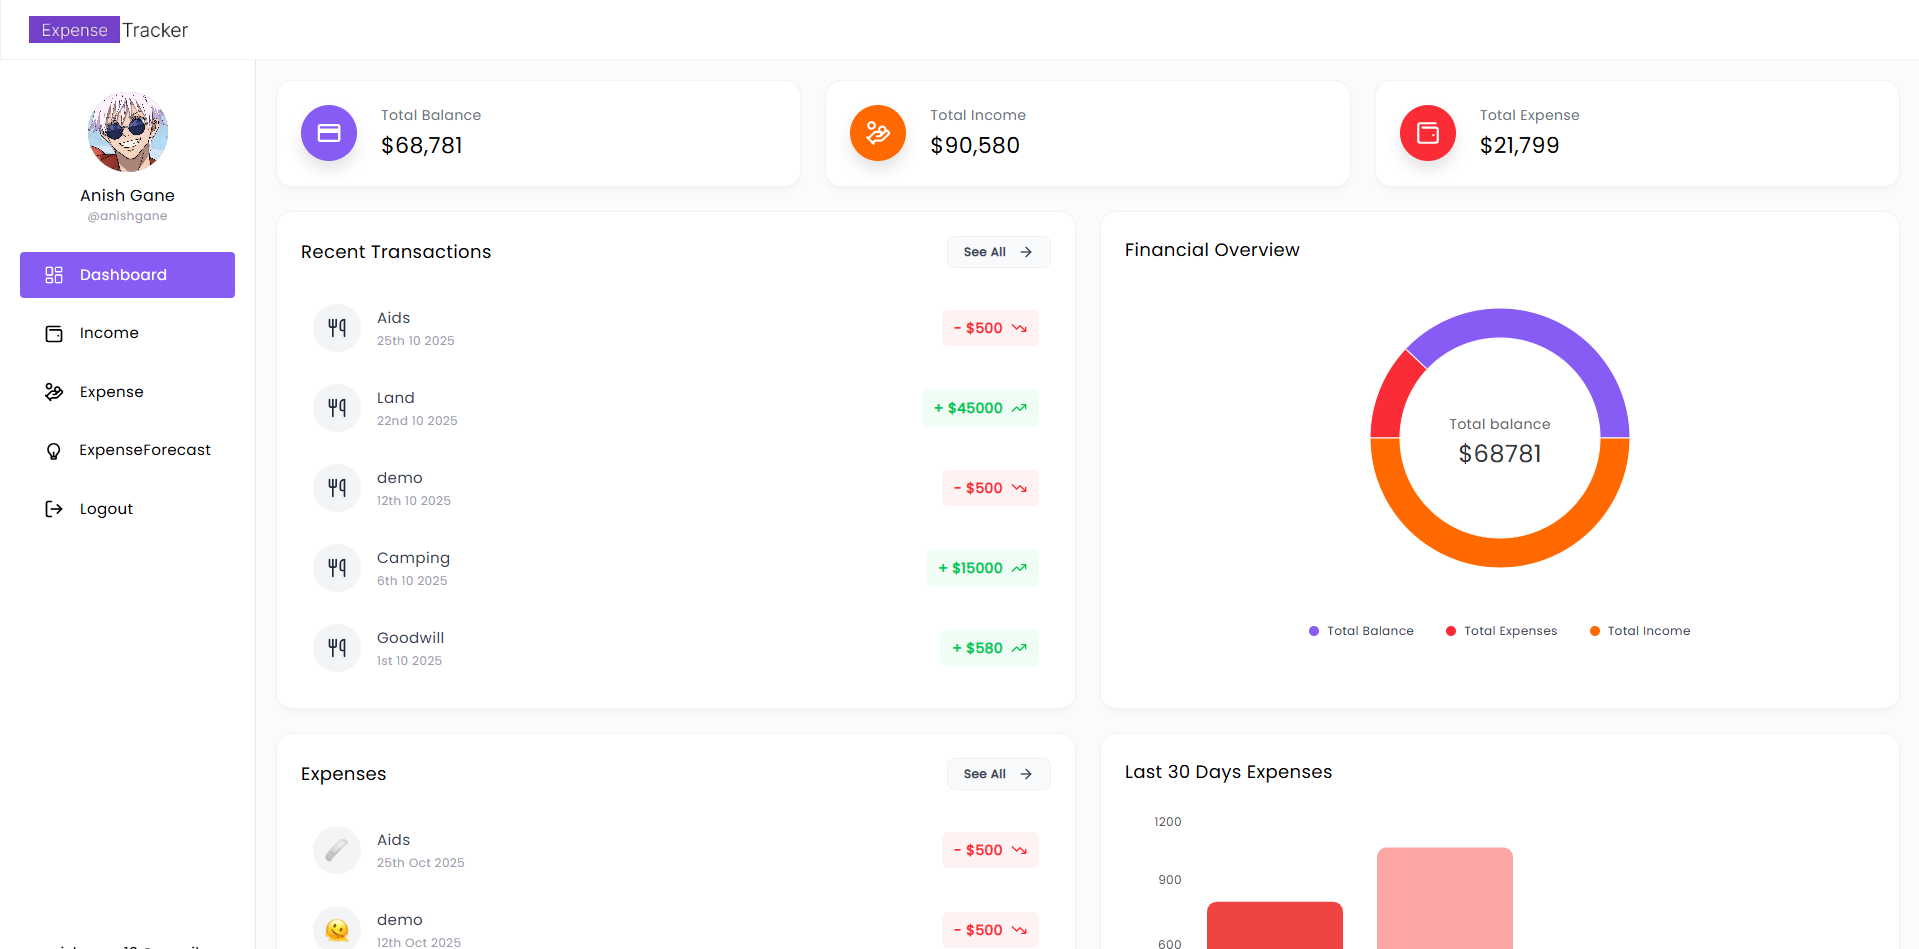 Expense Tracker
Anish Gane
@anishgane
Dashboard
Income
Expense
ExpenseForecast
Logout
Total Balance
$68,781
Total Income
$90,580
Total Expense
$21,799
Recent Transactions
See All
Aids
25th 10 2025
- $500
Land
22nd 10 2025
+ $45000
demo
12th 10 2025
- $500
Camping
6th 10 2025
+ $15000
Goodwill
1st 10 2025
+ $580
Financial Overview
Total balance
$68781
Total Balance
Total Expenses
Total Income
Expenses
See All
Aids
25th Oct 2025
- $500
demo
12th Oct 2025
- $500
Last 30 Days Expenses
1200
900
600